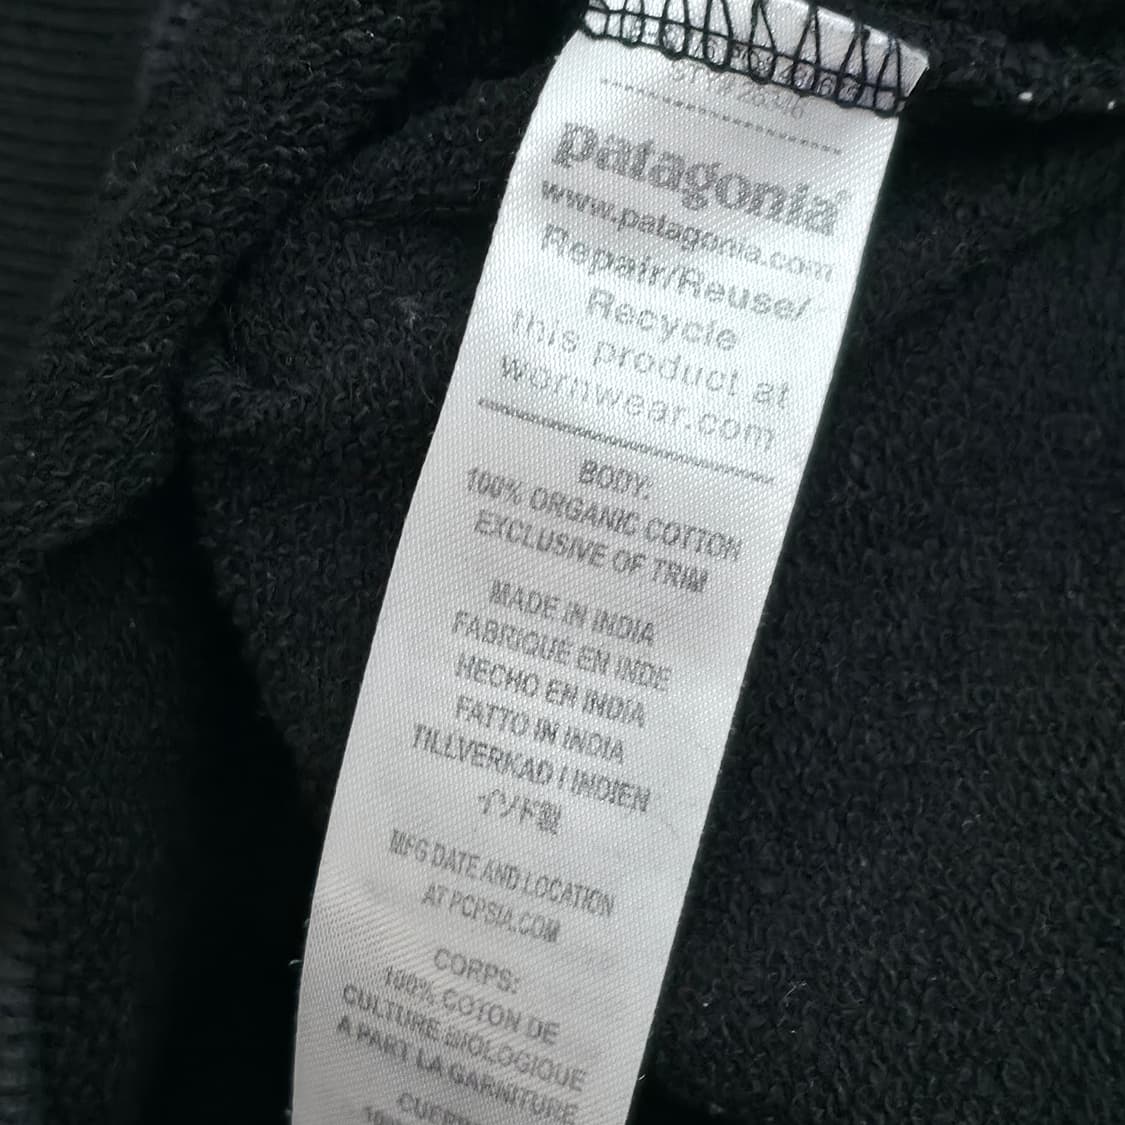 patagonia®
www.patagonia.com
Repair/Reuse/
Recycle
this product at
wornwear.com
BODY:
100% ORGANIC COTTON
EXCLUSIVE OF TRIM
MADE IN INDIA
FABRIQUE EN INDE
HECHO EN INDIA
FATTO IN INDIA
TILLVERKAD I INDIEN
インド製
MFG DATE AND LOCATION
AT PCPSIA.COM
CORPS:
100% COTON DE
CULTURE BIOLOGIQUE
A PART LA GARNITURE